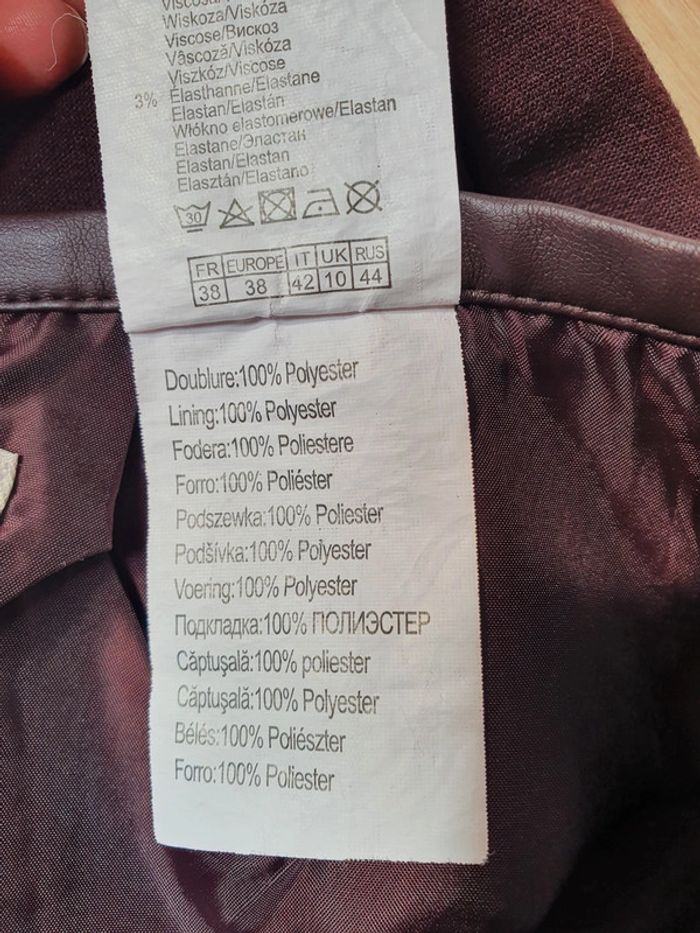 Wiskoza/Viskóza
Viscose/Вискоз
Vâscoză/Viskóza
Viszkóz/Viscose
3% Élasthanne/Elastane
Elastan/Elastán
Włókno elastomerowe/Elastan
Elastane/Эластан
Elastan/Elastan
Elasztán/Elastano
30
FR EUROPE IT UK RUS
38 38 42 10 44
Doublure:100% Polyester
Lining:100% Polyester
Fodera:100% Poliestere
Forro:100% Poliéster
Podszewka:100% Poliester
Podšívka:100% Polyester
Voering:100% Polyester
Подкладка:100% ПОЛИЭСТЕР
Căptuşală:100% poliester
Căptuşală:100% Polyester
Bélés:100% Poliészter
Forro:100% Poliester